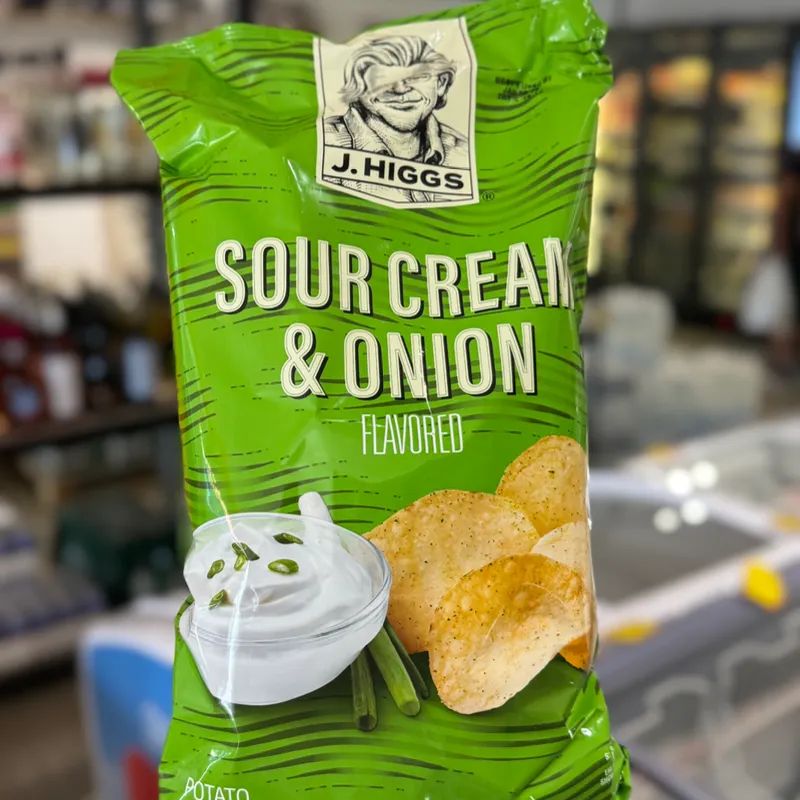 J. HIGGS
®
SOUR CREAM
& ONION
FLAVORED
POTATO